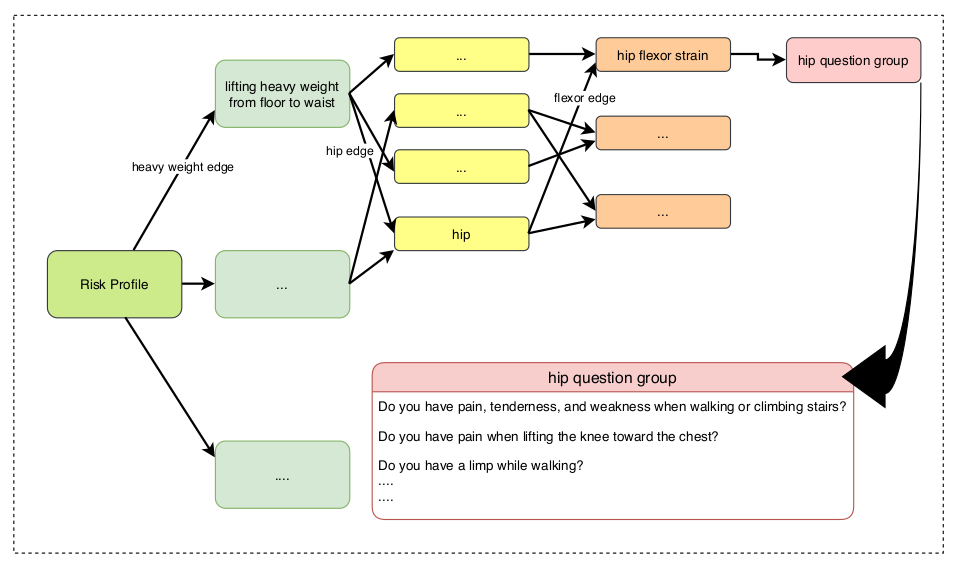 lifting heavy weight
from floor to waist
...
hip flexor strain
hip question group
flexor edge
...
...
hip edge
...
heavy weight edge
...
hip
Risk Profile
...
....
hip question group
Do you have pain, tenderness, and weakness when walking or climbing stairs?
Do you have pain when lifting the knee toward the chest?
Do you have a limp while walking?
....
....